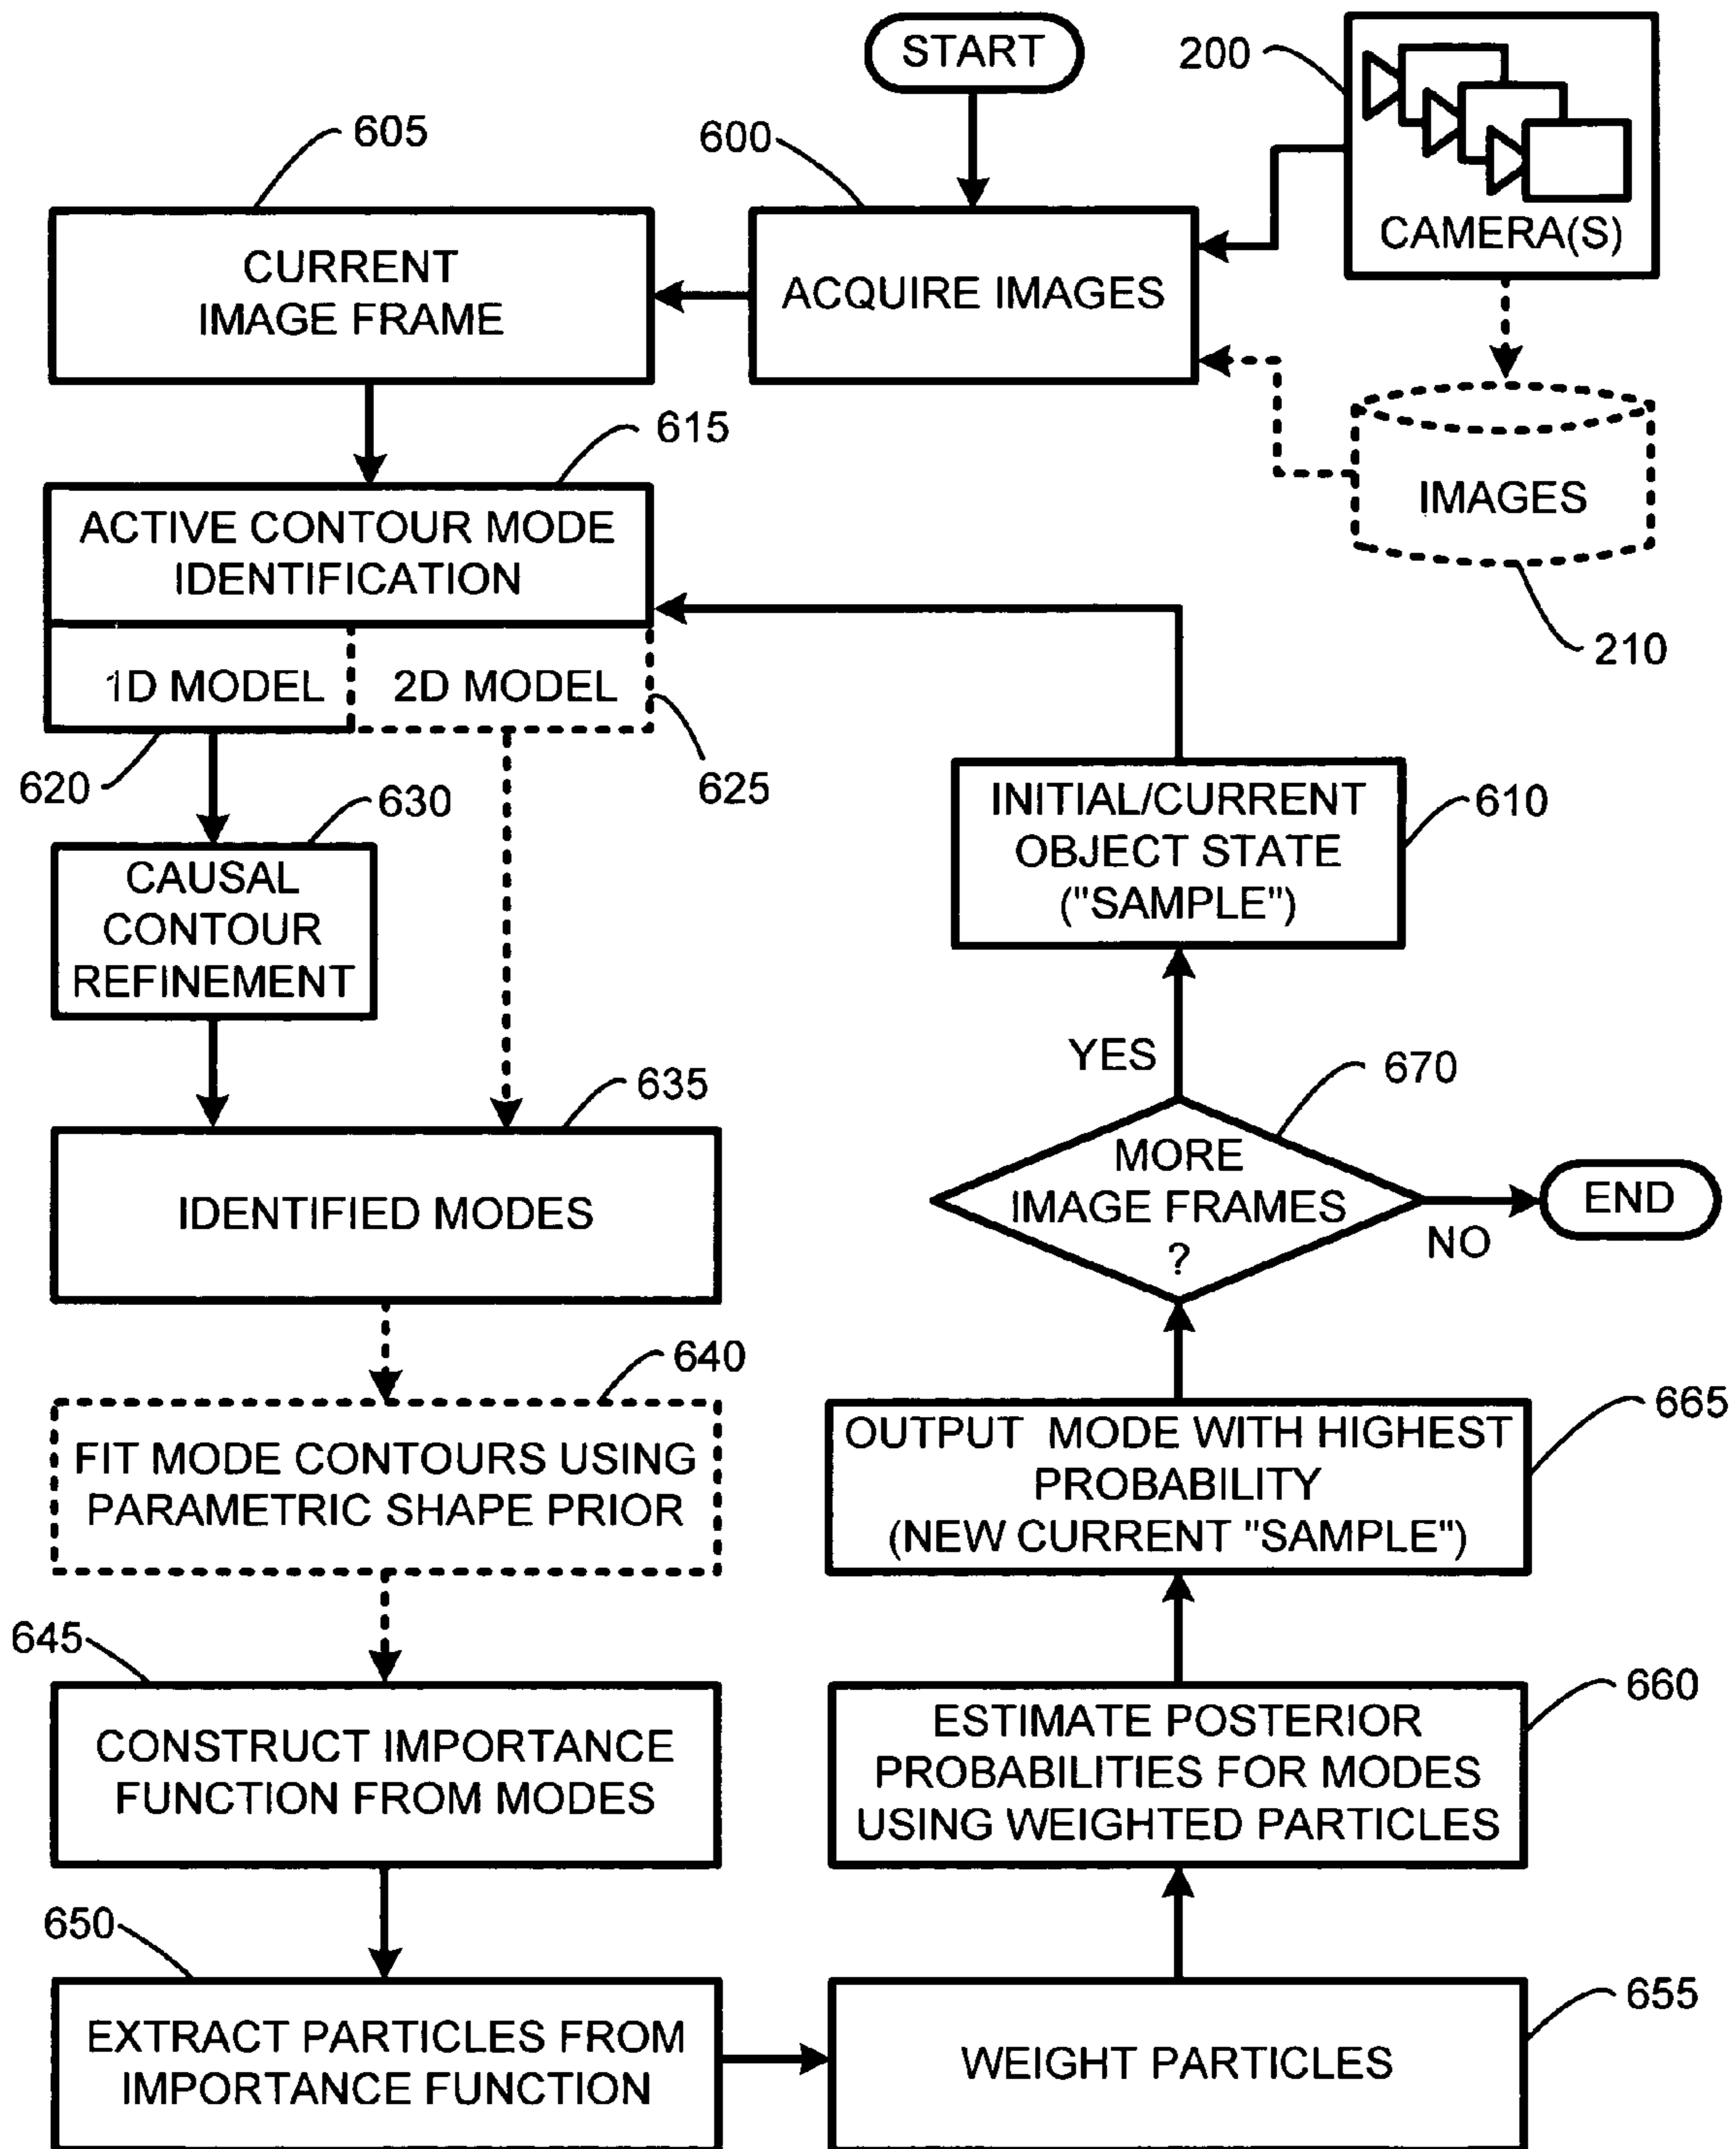 START
200
CAMERA(S)
605
600
CURRENT
IMAGE FRAME
ACQUIRE IMAGES
IMAGES
210
615
ACTIVE CONTOUR MODE
IDENTIFICATION
1D MODEL
2D MODEL
620
625
630
CAUSAL
CONTOUR
REFINEMENT
INITIAL/CURRENT
OBJECT STATE
("SAMPLE")
610
YES
670
635
IDENTIFIED MODES
MORE
IMAGE FRAMES
?
NO
END
640
FIT MODE CONTOURS USING
PARAMETRIC SHAPE PRIOR
665
OUTPUT MODE WITH HIGHEST
PROBABILITY
(NEW CURRENT "SAMPLE")
645
CONSTRUCT IMPORTANCE
FUNCTION FROM MODES
660
ESTIMATE POSTERIOR
PROBABILITIES FOR MODES
USING WEIGHTED PARTICLES
650
EXTRACT PARTICLES FROM
IMPORTANCE FUNCTION
655
WEIGHT PARTICLES